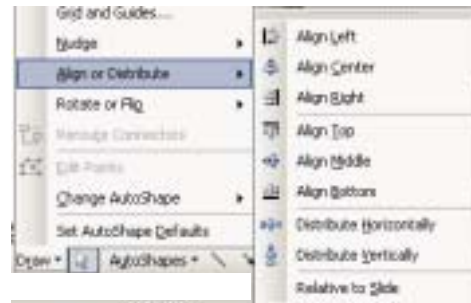 Grid and Guides...
Nudge
Align or Distribute
Rotate or Flip
Reroute Connectors
Edit Points
Change AutoShape
Set AutoShape Defaults
Draw
AutoShapes
Align Left
Align Center
Align Right
Align Top
Align Middle
Align Bottom
Distribute Horizontally
Distribute Vertically
Relative to Slide